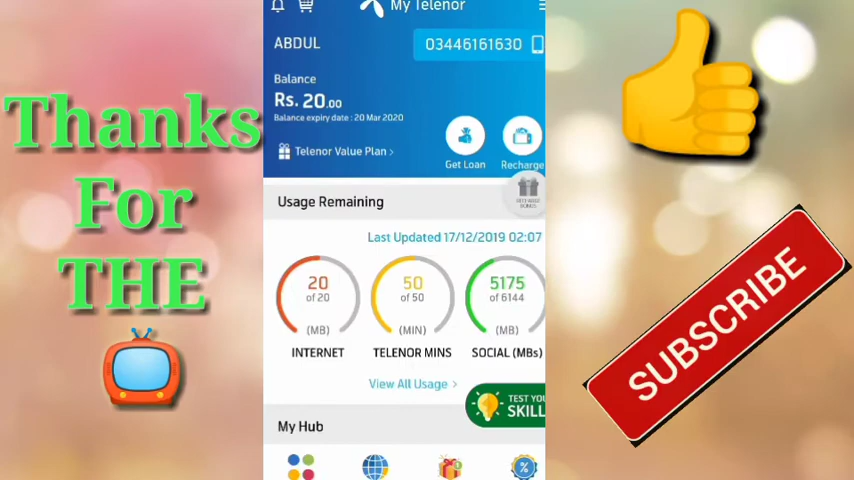 Thanks
For
THE
My Telenor
ABDUL
03446161630
Balance
Rs. 20.00
Balance expiry date : 20 Mar 2020
Telenor Value Plan >
Get Loan
Recharge
Usage Remaining
Last Updated 17/12/2019 02:07
20
of 20
(MB)
INTERNET
50
of 50
(MIN)
TELENOR MINS
5175
of 6144
(MB)
SOCIAL (MBs)
View All Usage >
TEST YOU
SKILL
My Hub
SUBSCRIBE